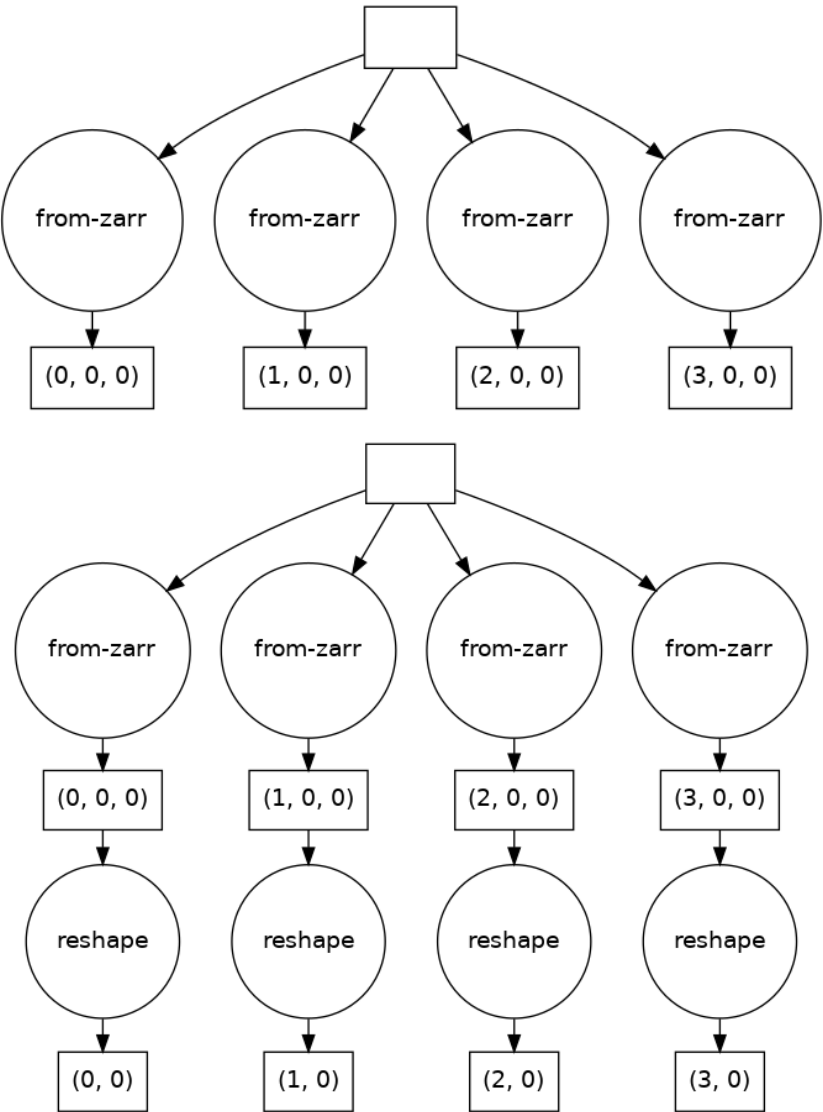 from-zarr from-zarr from-zarr from-zarr
(0, 0, 0) (1, 0, 0) (2, 0, 0) (3, 0, 0)
from-zarr from-zarr from-zarr from-zarr
(0, 0, 0) (1, 0, 0) (2, 0, 0) (3, 0, 0)
reshape reshape reshape reshape
(0, 0) (1, 0) (2, 0) (3, 0)